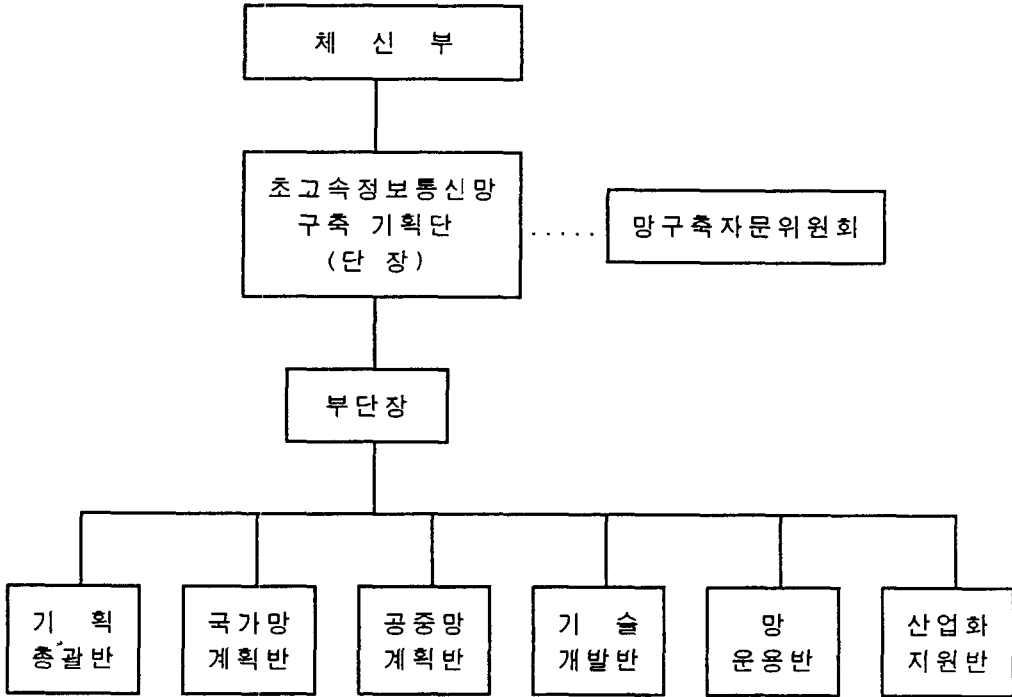 체 신 부
초고속정보통신망
구축 기획단
(단 장)
..... 망구축자문위원회
부단장
기 획
총괄반
국가망
계획반
공중망
계획반
기 술
개발반
망
운용반
산업화
지원반